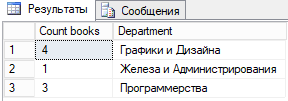 Результаты Сообщения
Count books Department
1 4 Графики и Дизайна
2 1 Железа и Администрирования
3 3 Программерства